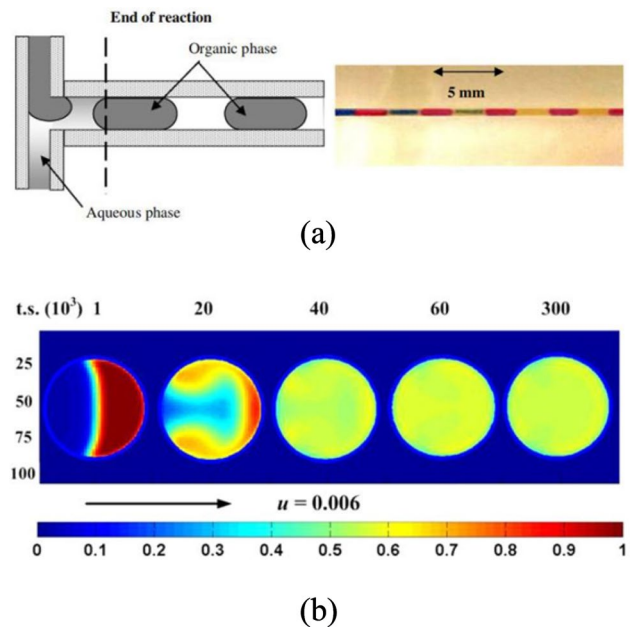 End of reaction
Organic phase
5 mm
Aqueous phase
(a)
t.s. (10³) 1 20 40 60 300
25
50
75
100
u = 0.006
0 0.1 0.2 0.3 0.4 0.5 0.6 0.7 0.8 0.9 1
(b)